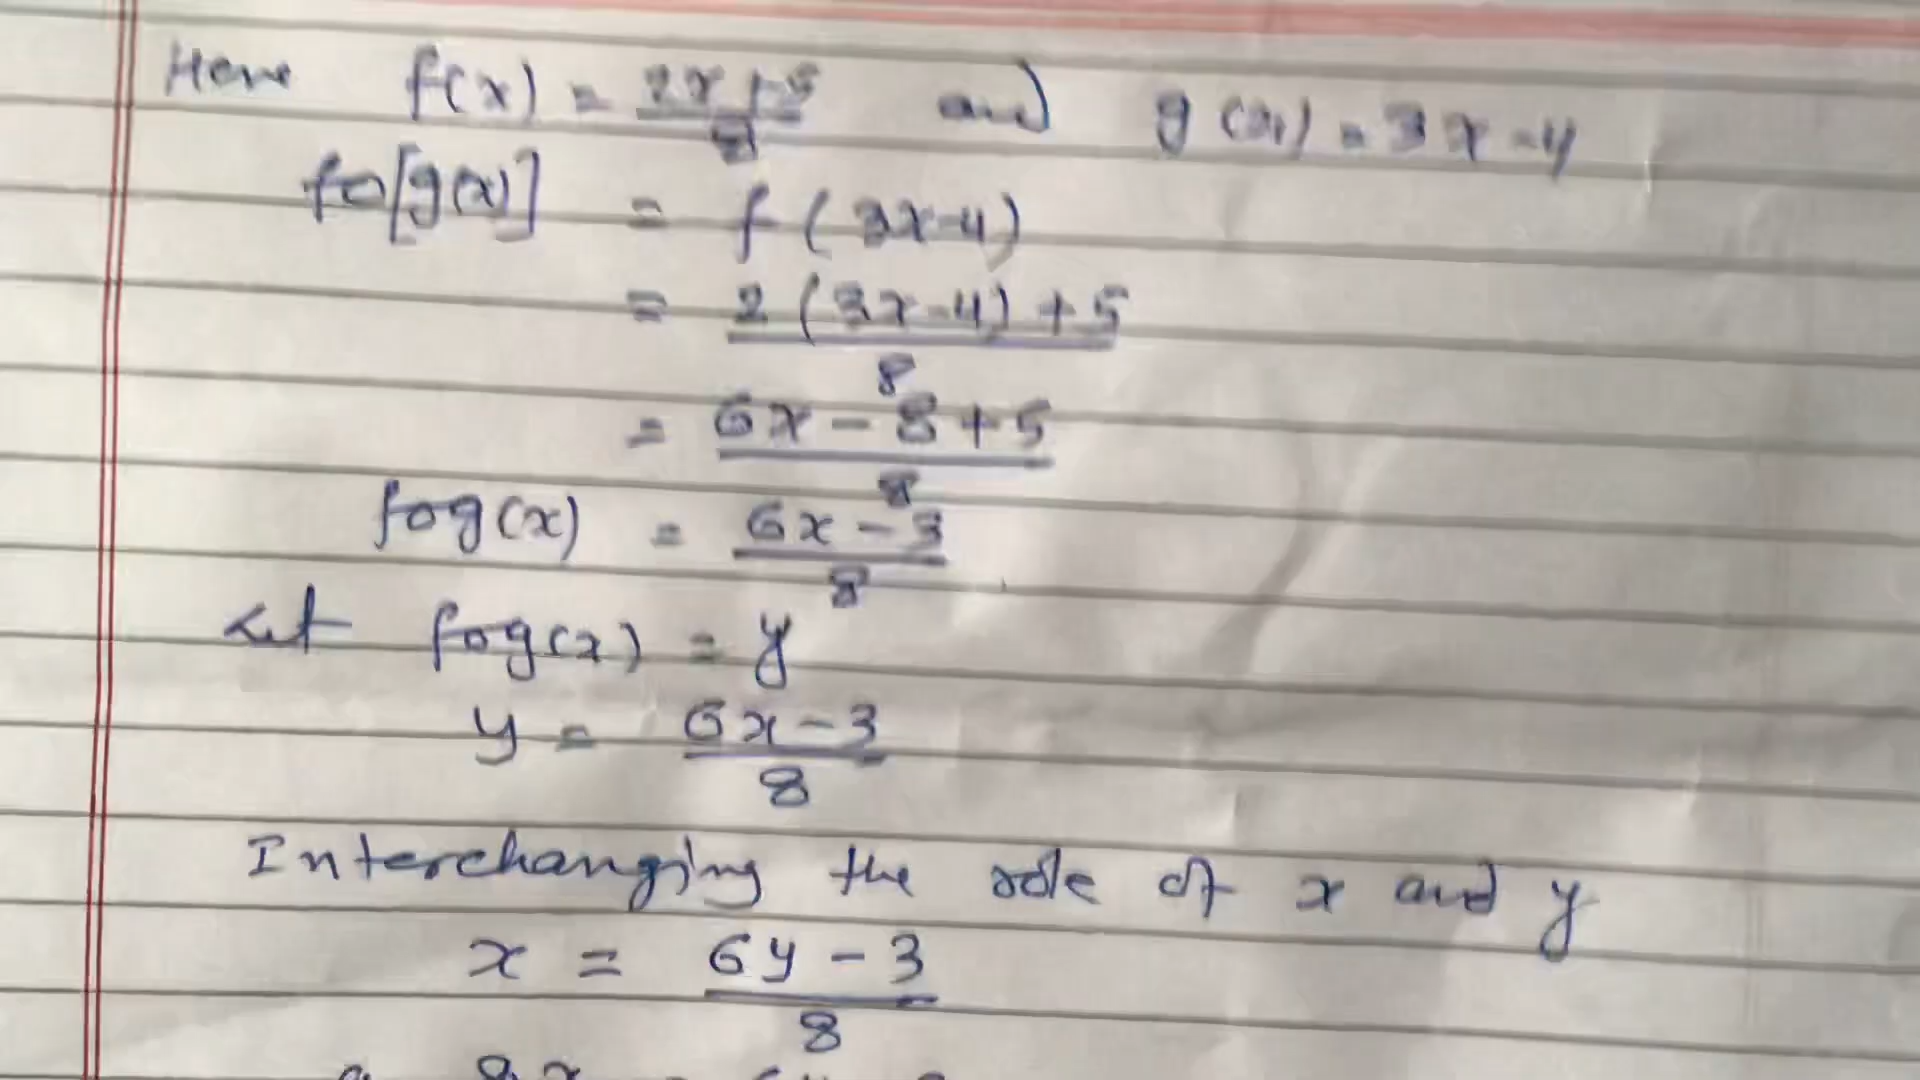 Here f(x) = (2x+5)/8 and g(x) = 3x-4
fo[g(x)] = f(3x-4)
= (2(3x-4)+5)/8
= (6x-8+5)/8
fog(x) = (6x-3)/8
Let fog(x) = y
y = (6x-3)/8
Interchanging the role of x and y
x = (6y-3)/8